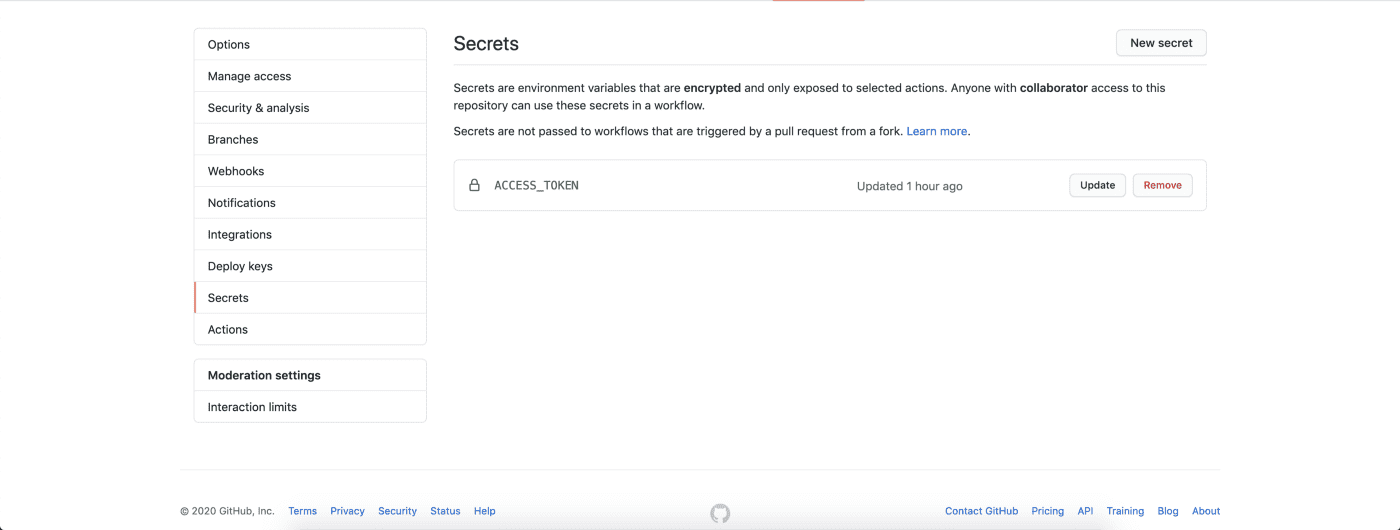 Options
Manage access
Security & analysis
Branches
Webhooks
Notifications
Integrations
Deploy keys
Secrets
Actions
Moderation settings
Interaction limits
Secrets
New secret
Secrets are environment variables that are encrypted and only exposed to selected actions. Anyone with collaborator access to this
repository can use these secrets in a workflow.
Secrets are not passed to workflows that are triggered by a pull request from a fork. Learn more.
ACCESS_TOKEN Updated 1 hour ago Update Remove
© 2020 GitHub, Inc. Terms Privacy Security Status Help Contact GitHub Pricing API Training Blog About